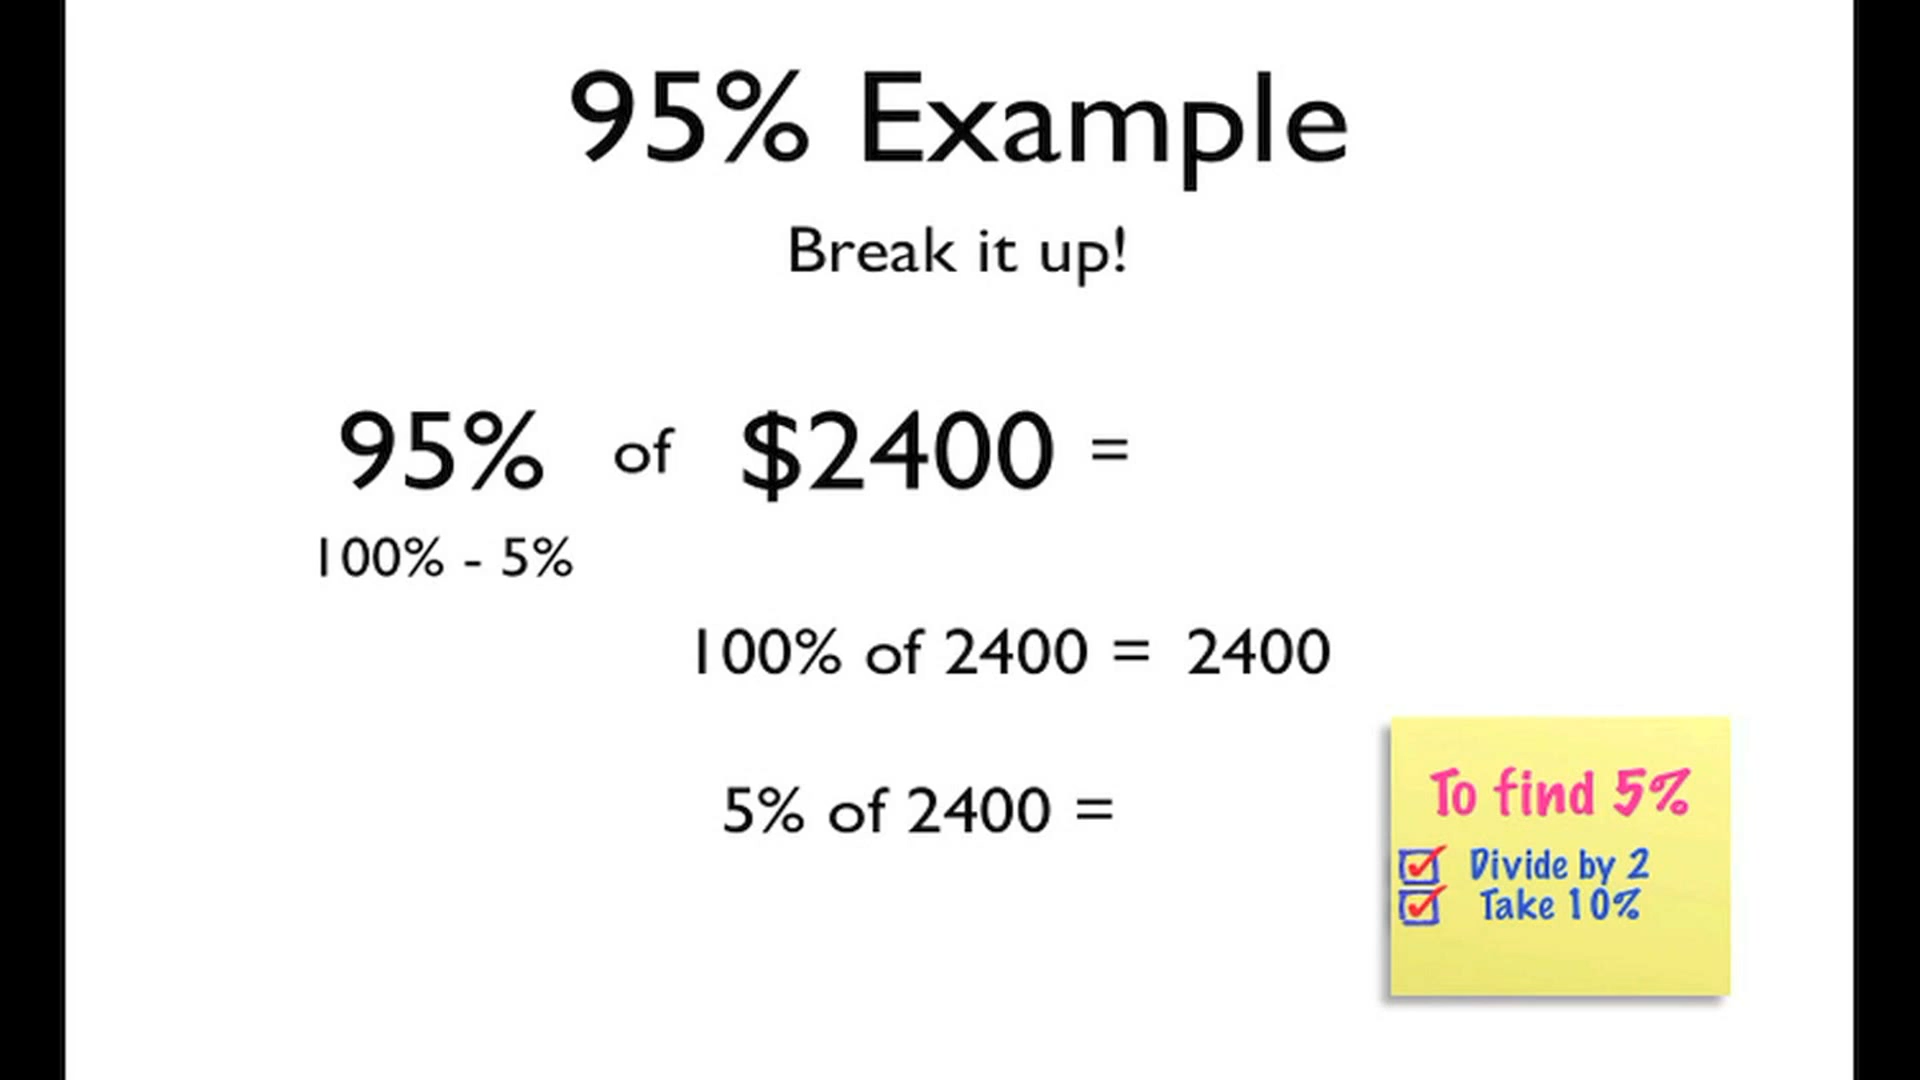 95% Example
Break it up!
95% of $2400 =
100% - 5%
100% of 2400 = 2400
5% of 2400 =
To find 5%
Divide by 2
Take 10%